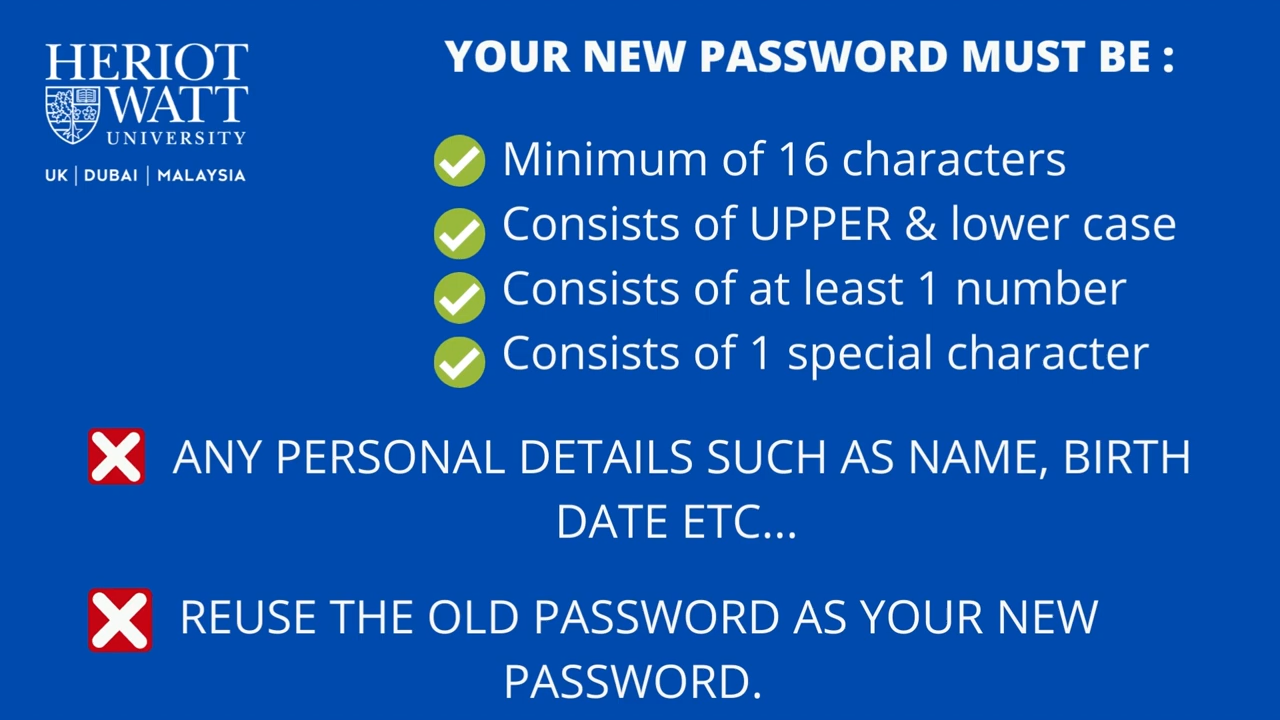 HERIOT
WATT
UNIVERSITY
UK | DUBAI | MALAYSIA
YOUR NEW PASSWORD MUST BE :
Minimum of 16 characters
Consists of UPPER & lower case
Consists of at least 1 number
Consists of 1 special character
ANY PERSONAL DETAILS SUCH AS NAME, BIRTH
DATE ETC...
REUSE THE OLD PASSWORD AS YOUR NEW
PASSWORD.